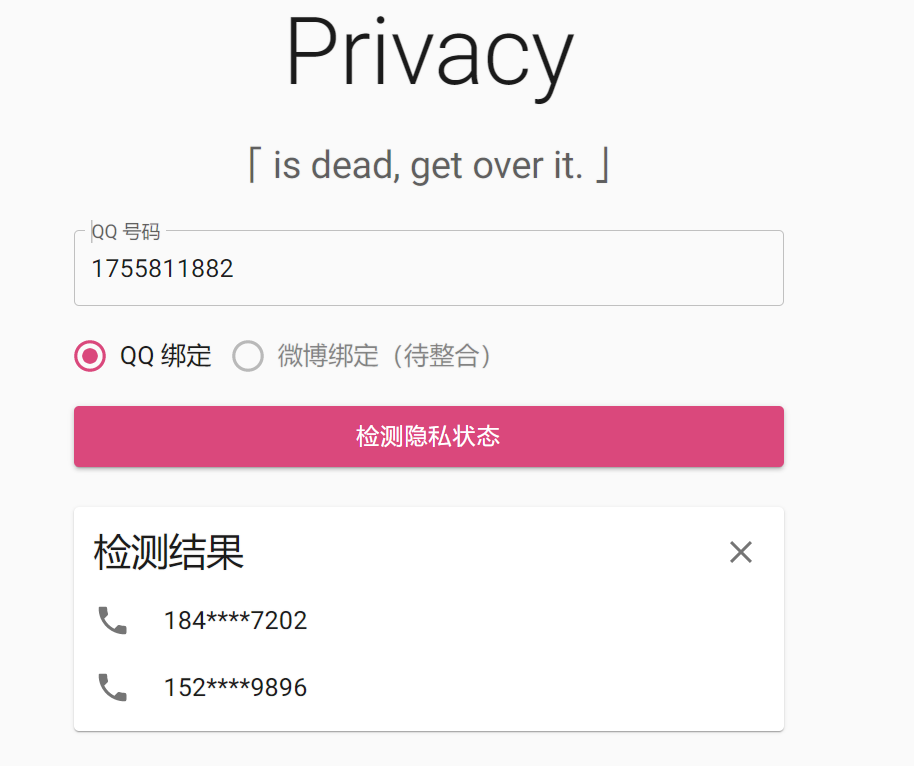 Privacy
「 is dead, get over it. 」
QQ 号码
1755811882
QQ 绑定 微博绑定（待整合）
检测隐私状态
检测结果
184****7202
152****9896